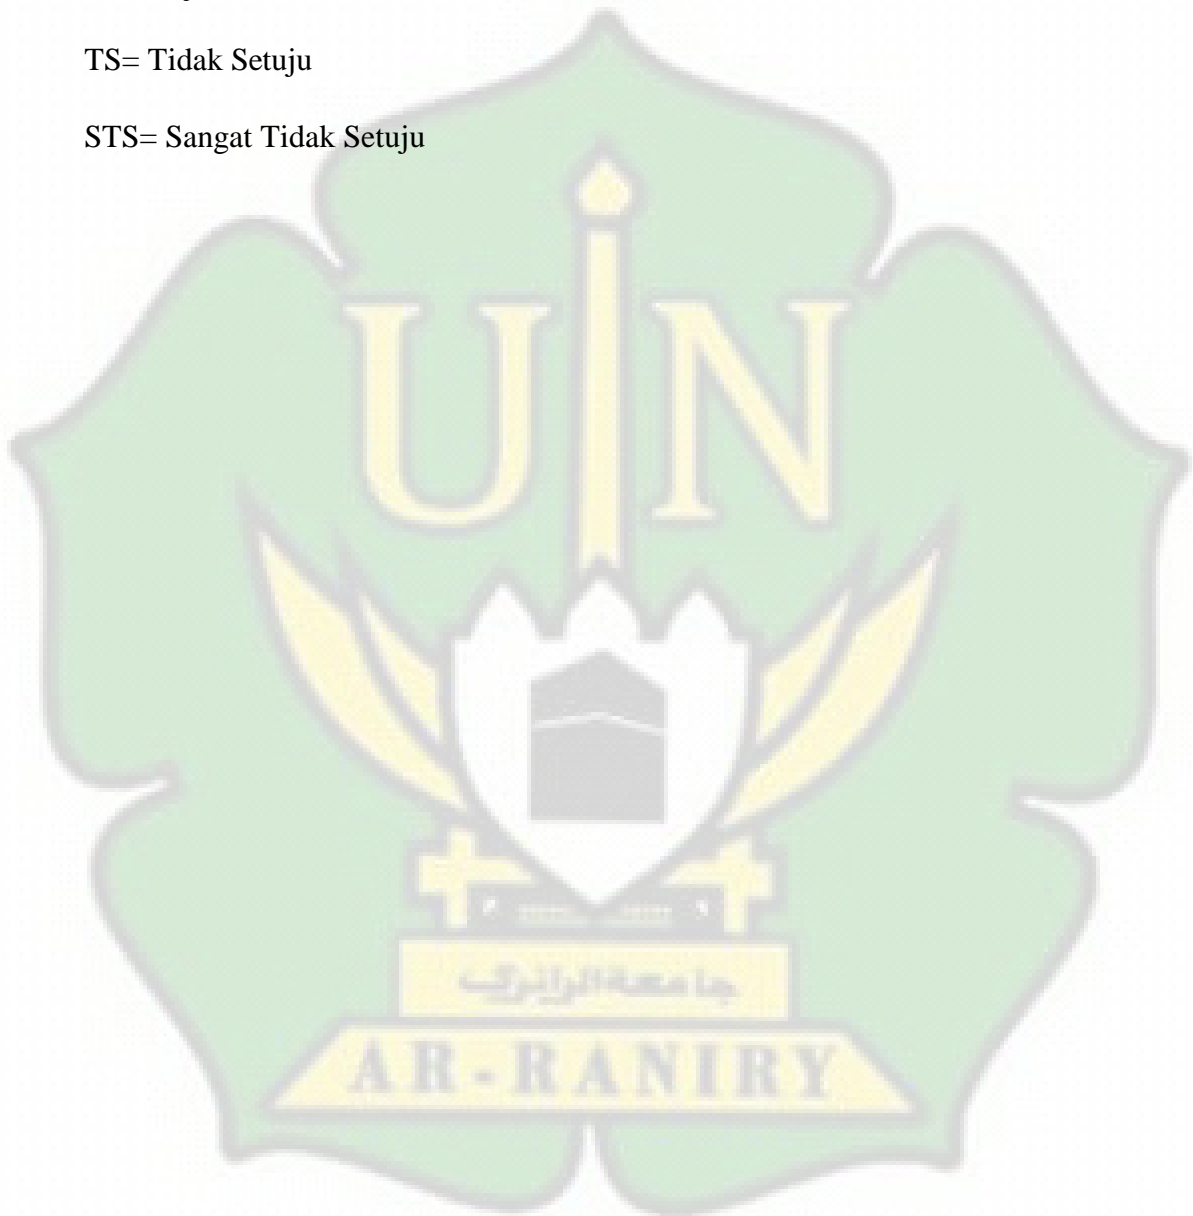 TS= Tidak Setuju
STS= Sangat Tidak Setuju
UIN
جامعة الرانري
AR-RANIRY